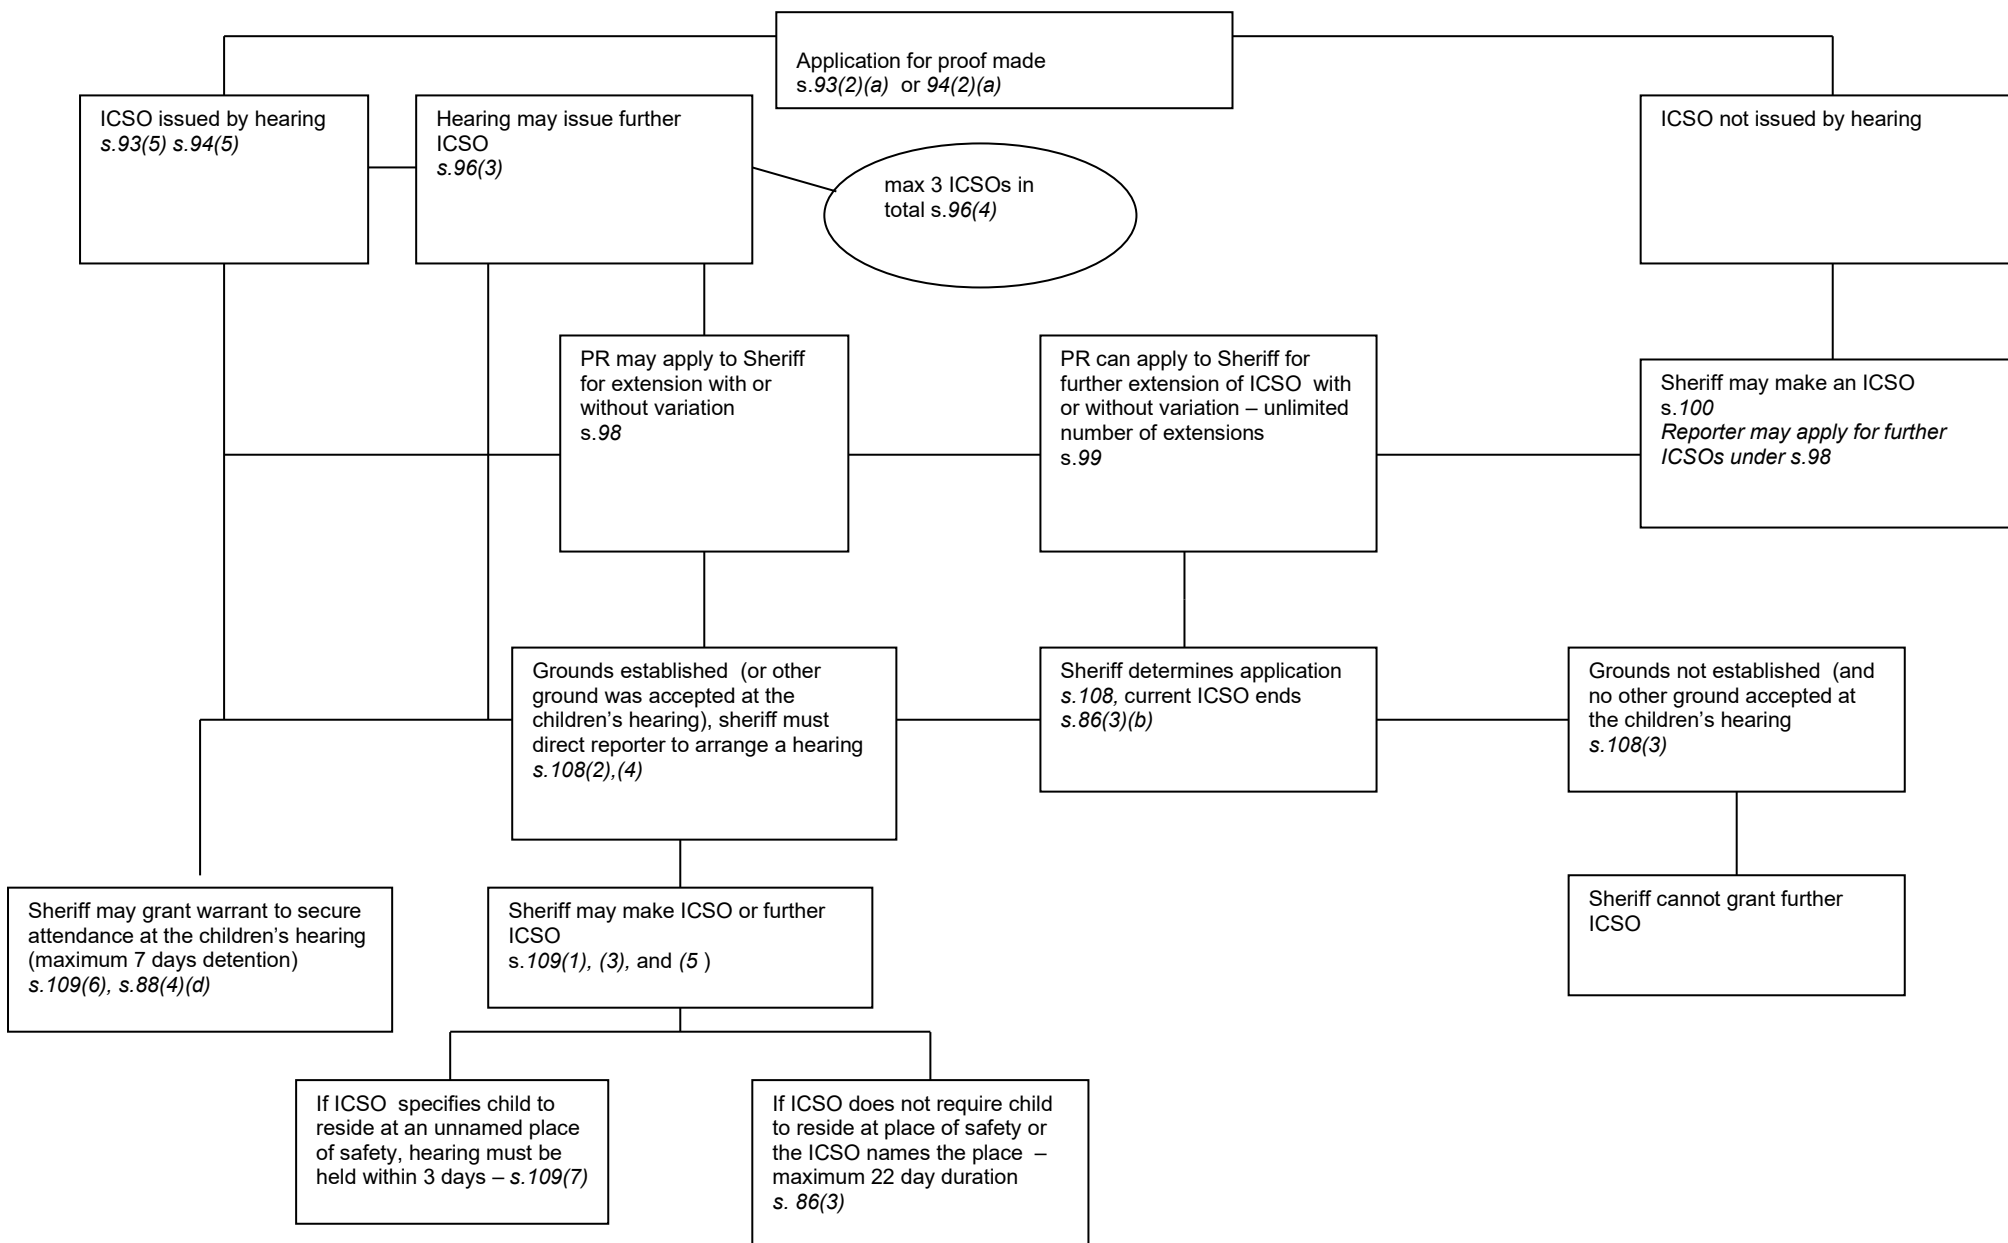 Application for proof made
s.93(2)(a) or 94(2)(a)
ICSO issued by hearing
s.93(5) s.94(5)
Hearing may issue further
ICSO
s.96(3)
max 3 ICSOs in
total s.96(4)
ICSO not issued by hearing
PR may apply to Sheriff
for extension with or
without variation
s.98
PR can apply to Sheriff for
further extension of ICSO with
or without variation – unlimited
number of extensions
s.99
Sheriff may make an ICSO
s.100
Reporter may apply for further
ICSOs under s.98
Grounds established (or other
ground was accepted at the
children’s hearing), sheriff must
direct reporter to arrange a hearing
s.108(2),(4)
Sheriff determines application
s.108, current ICSO ends
s.86(3)(b)
Grounds not established (and
no other ground accepted at
the children’s hearing
s.108(3)
Sheriff may grant warrant to secure
attendance at the children’s hearing
(maximum 7 days detention)
s.109(6), s.88(4)(d)
Sheriff may make ICSO or further
ICSO
s.109(1), (3), and (5 )
Sheriff cannot grant further
ICSO
If ICSO specifies child to
reside at an unnamed place
of safety, hearing must be
held within 3 days – s.109(7)
If ICSO does not require child
to reside at place of safety or
the ICSO names the place –
maximum 22 day duration
s. 86(3)